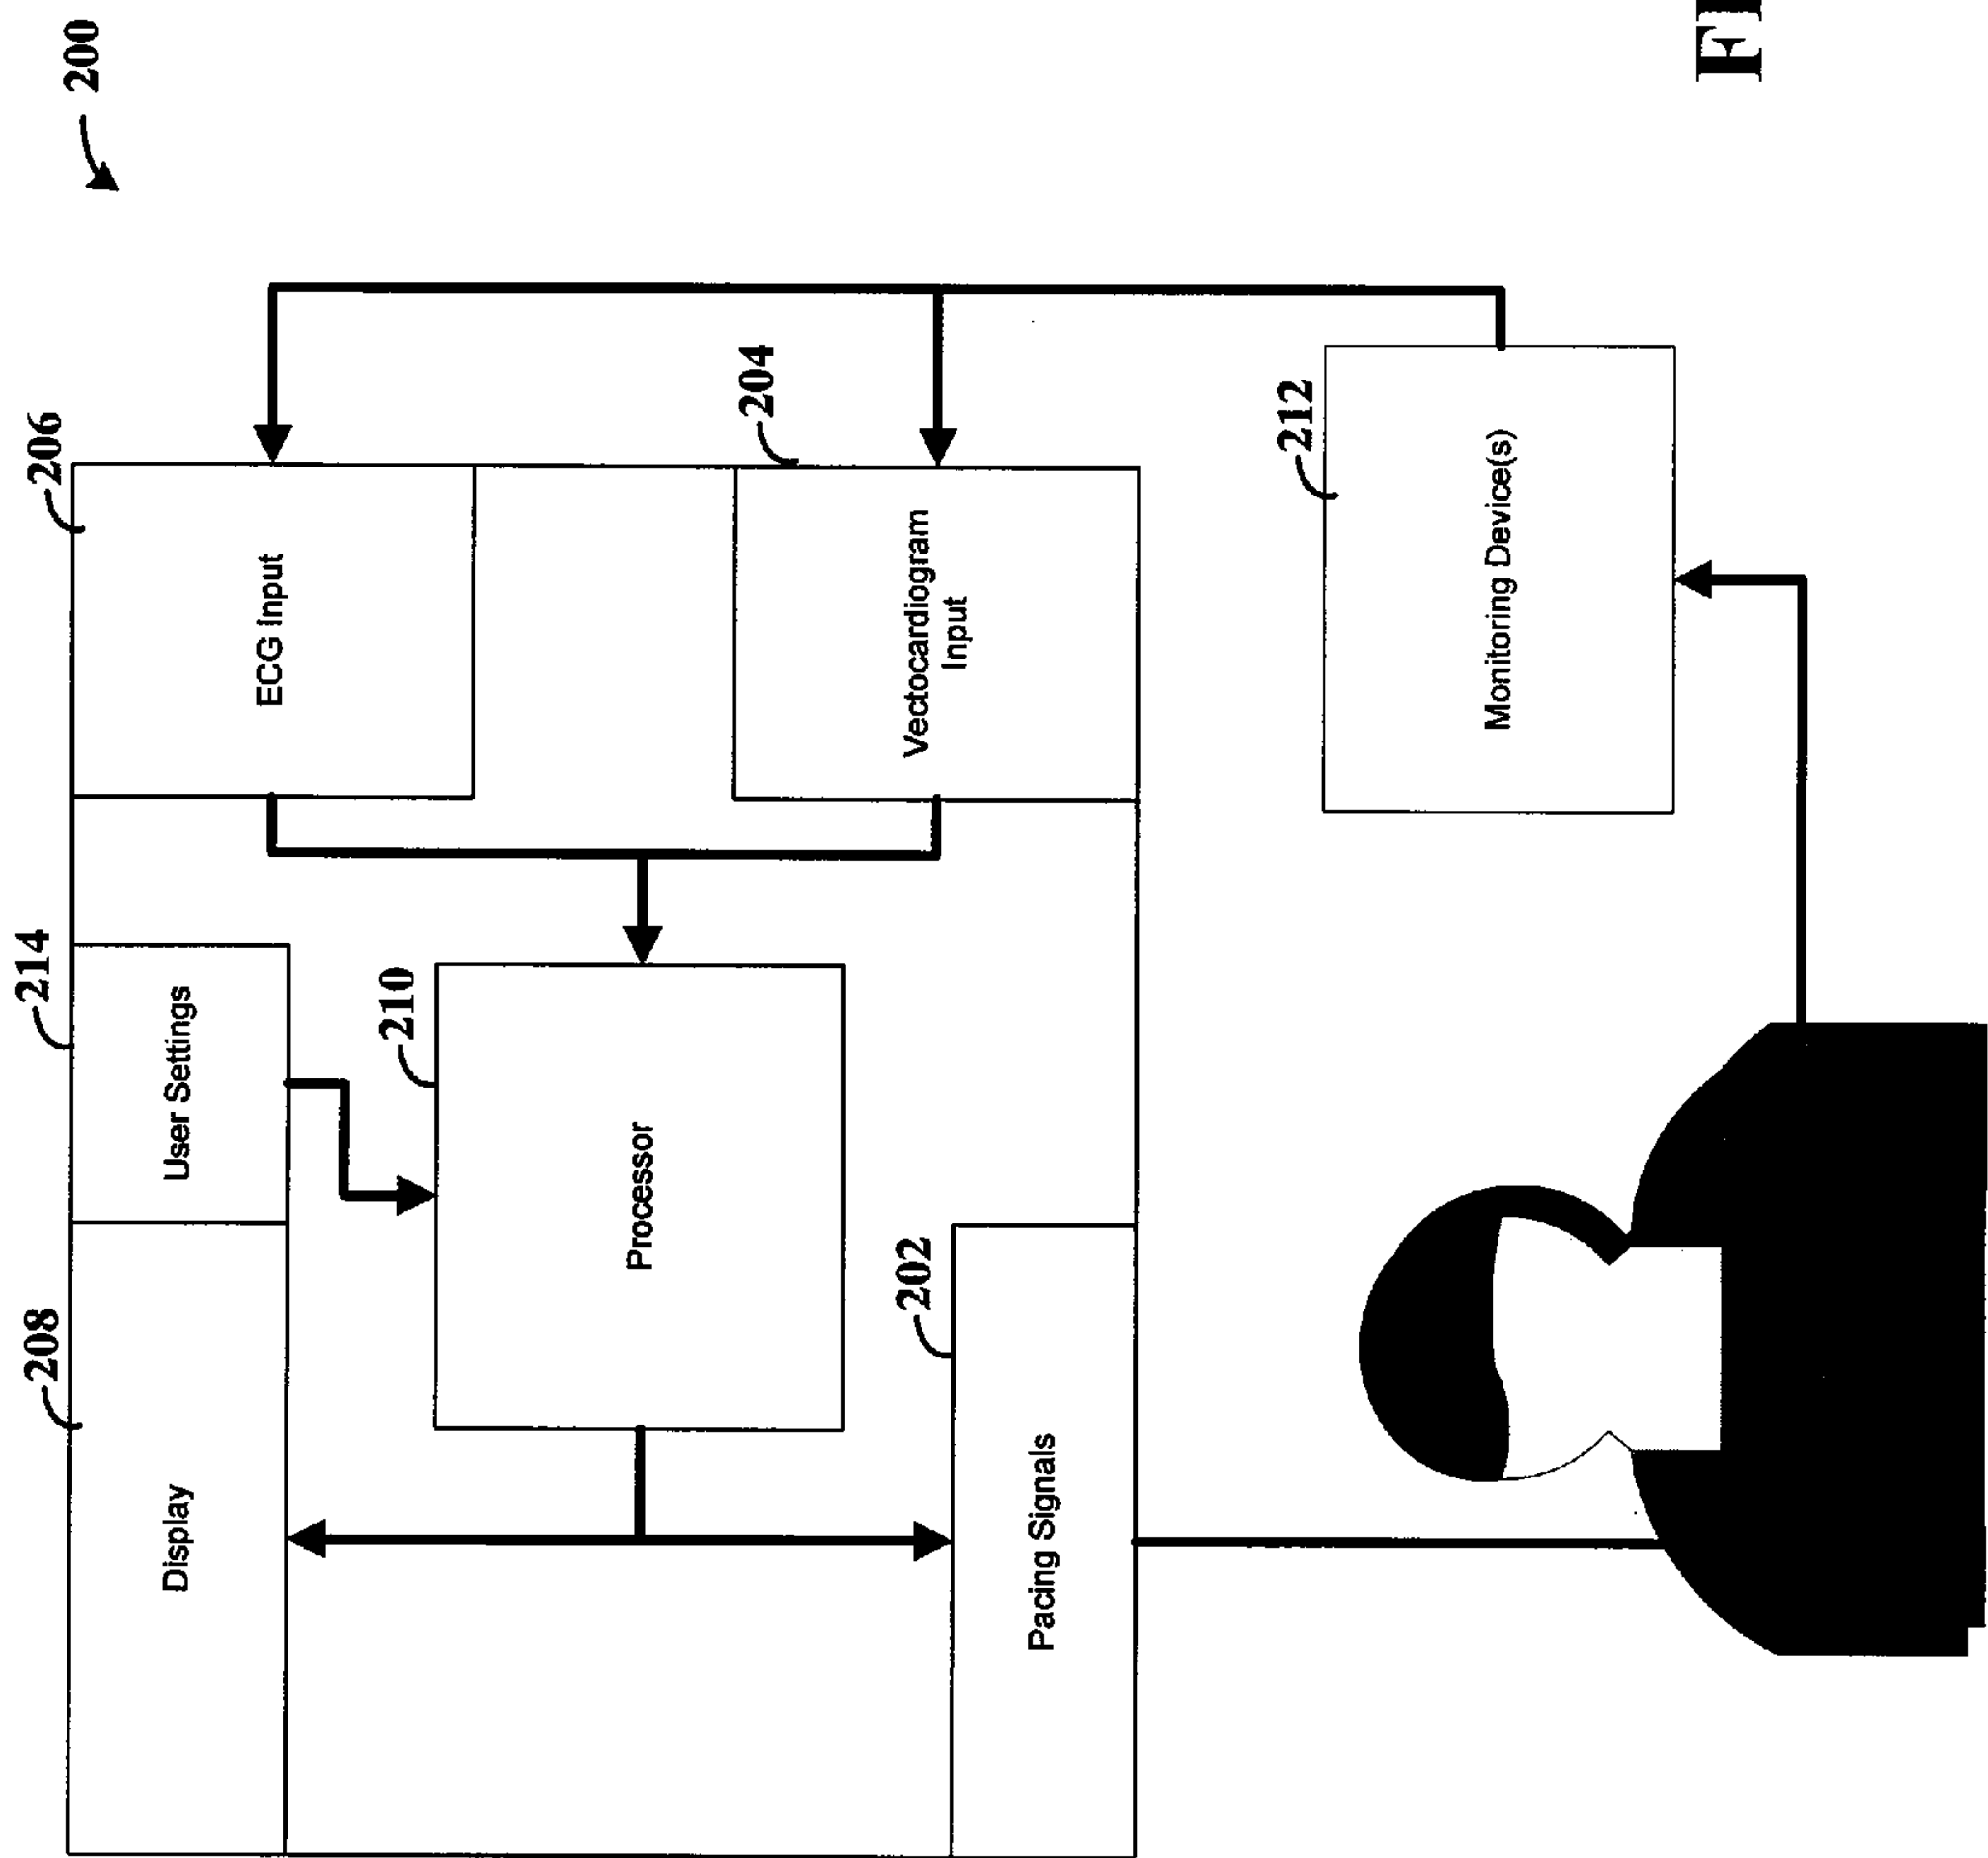 200
208
Display
214
User Settings
206
ECG Input
210
Processor
204
Vectocardiogram
Input
202
Pacing Signals
212
Monitoring Device(s)